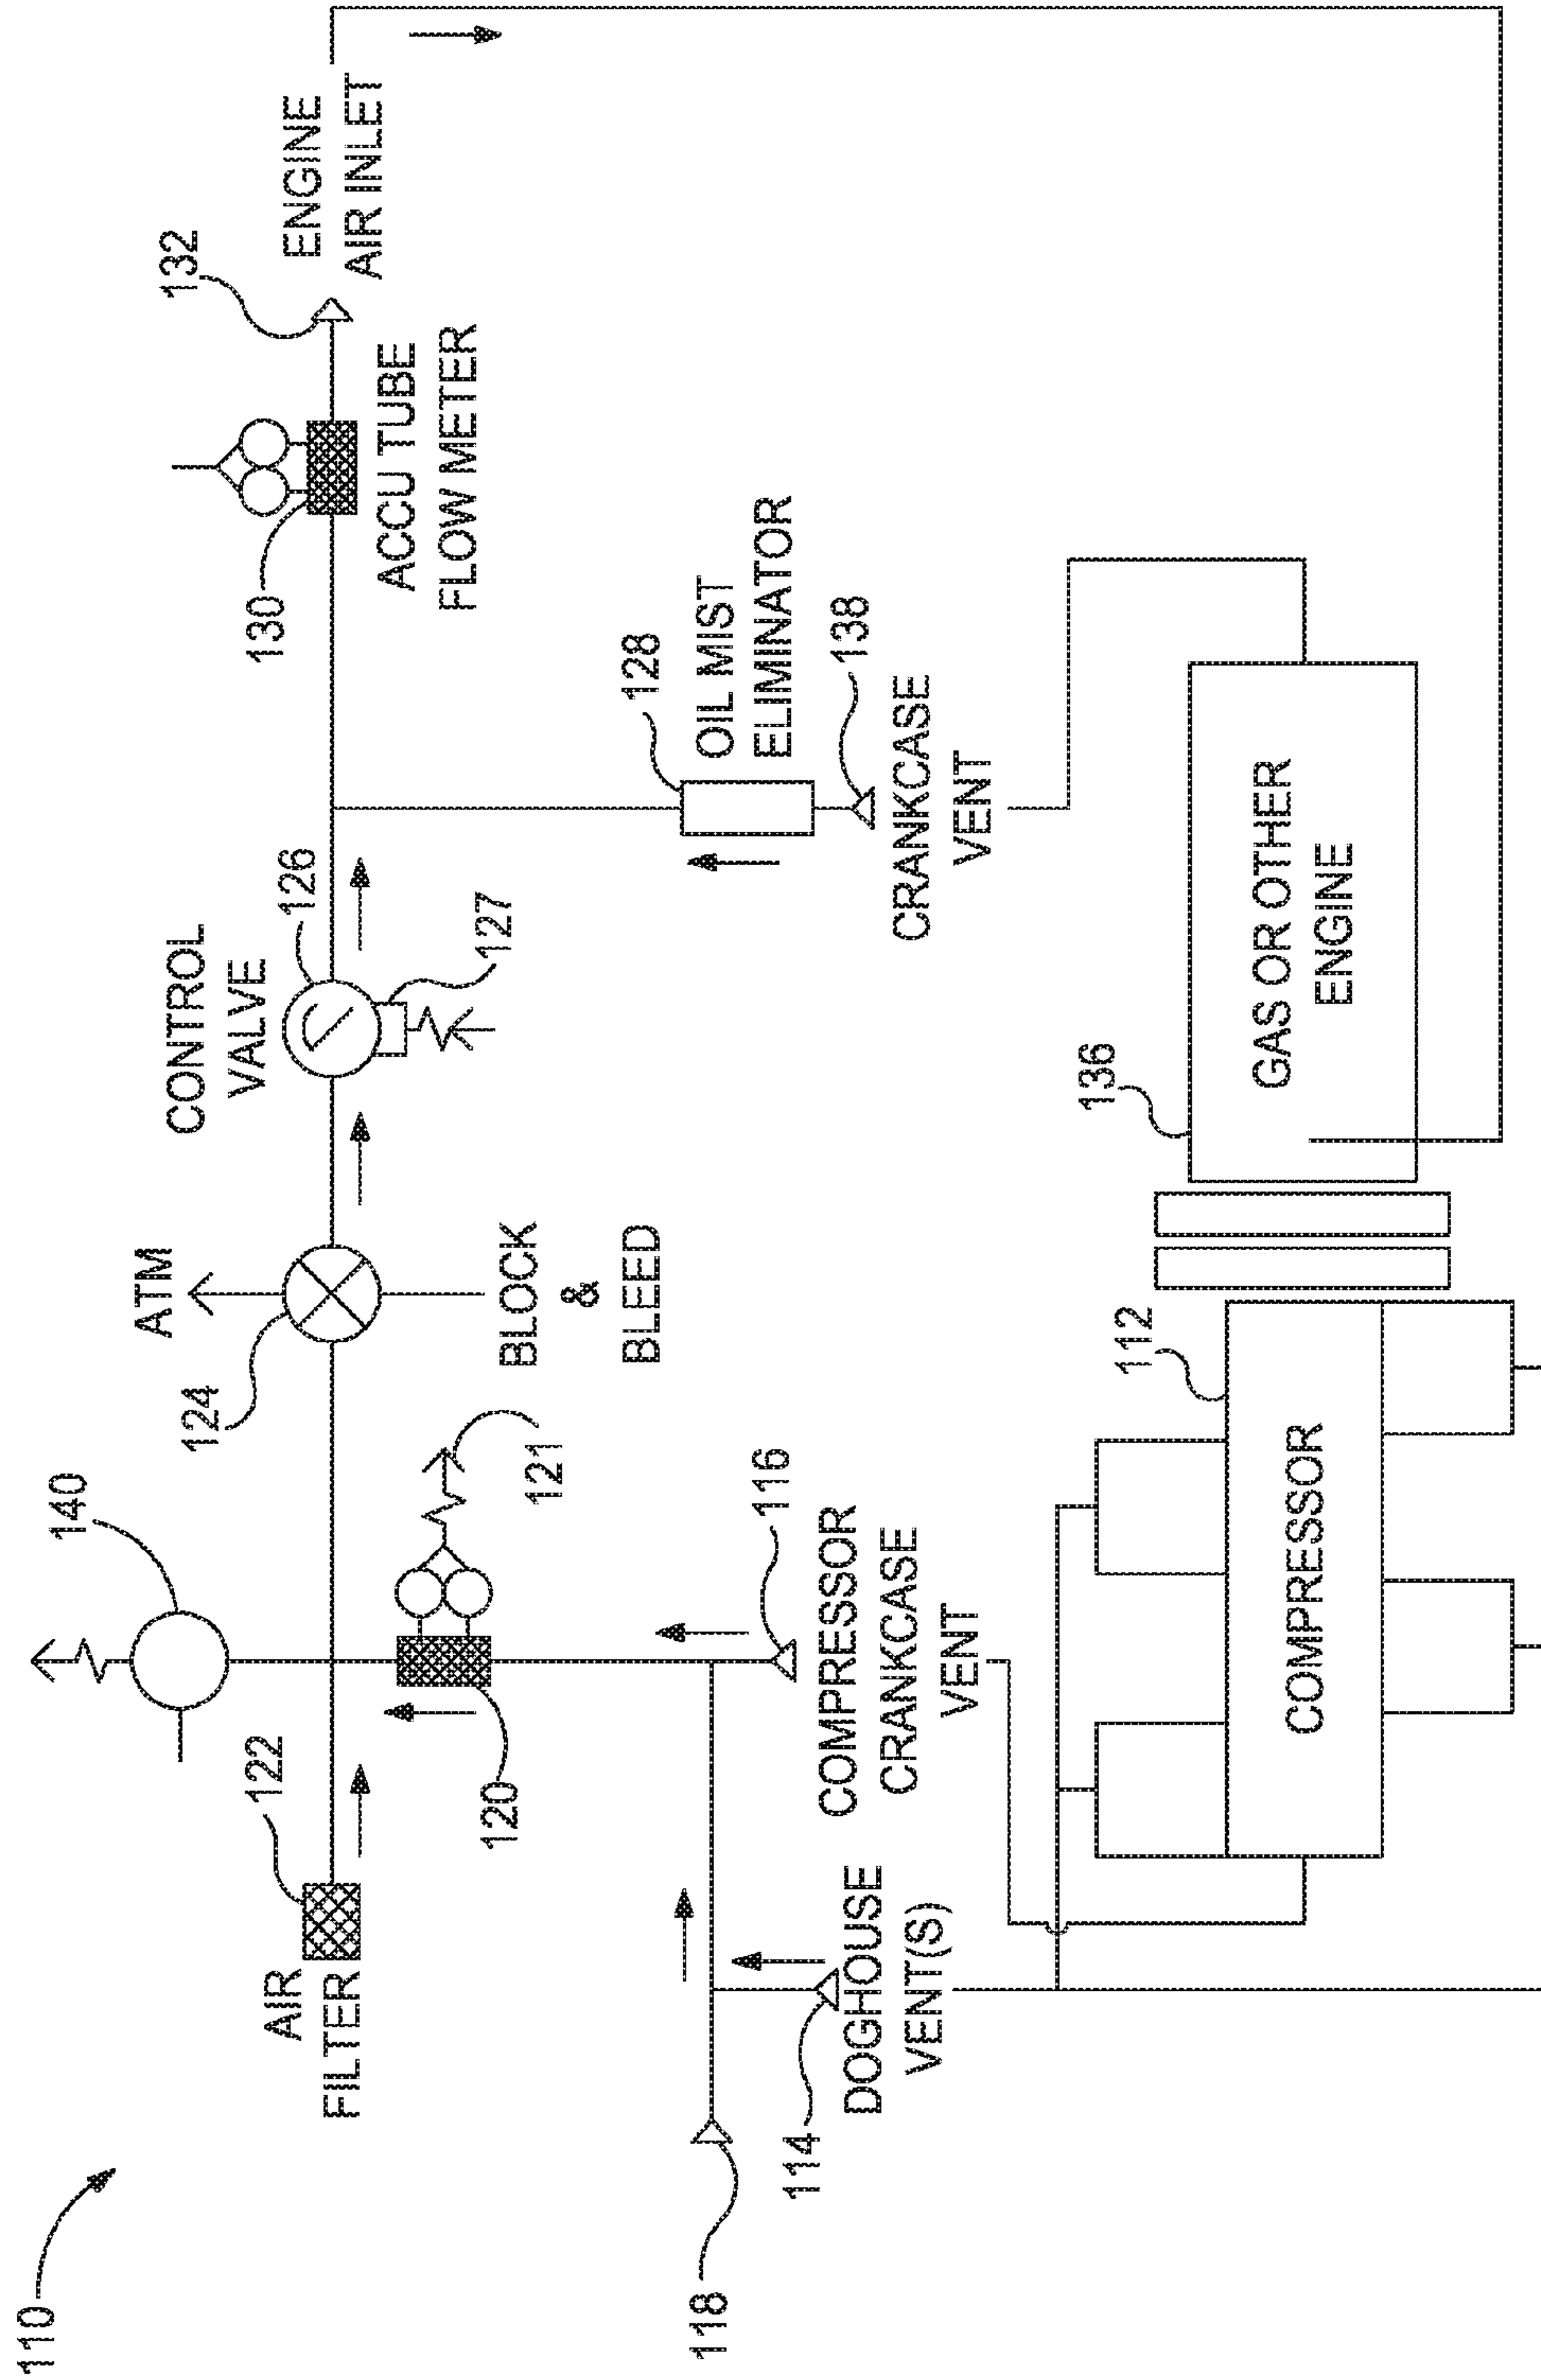 110
140
ATM
132
ENGINE
AIR INLET
AIR
FILTER
122
124
CONTROL
VALVE
126
130
ACCU TUBE
FLOW METER
120
121
BLOCK
&
BLEED
127
118
114
DOGHOUSE
VENT(S)
116
COMPRESSOR
CRANKCASE
VENT
128
OIL MIST
ELIMINATOR
138
CRANKCASE
VENT
112
COMPRESSOR
136
GAS OR OTHER
ENGINE